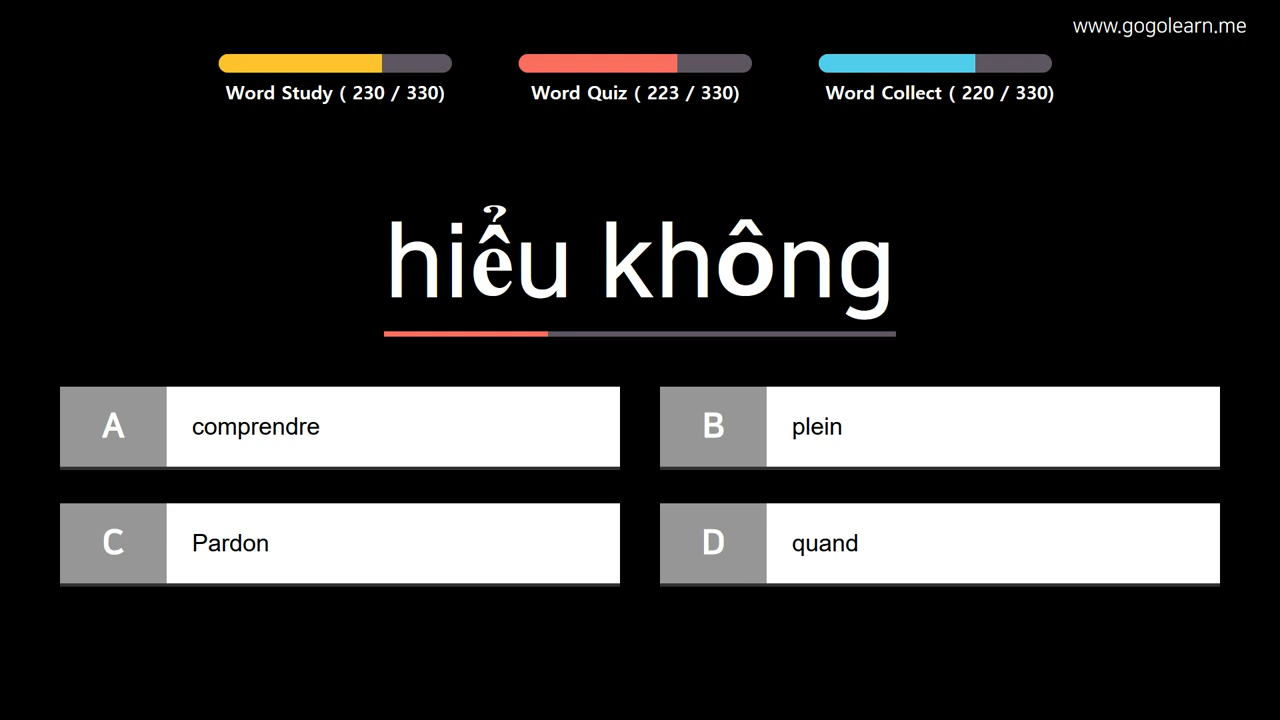 www.gogolearn.me
Word Study ( 230 / 330)
Word Quiz ( 223 / 330)
Word Collect ( 220 / 330)
hiểu không
A comprendre
B plein
C Pardon
D quand